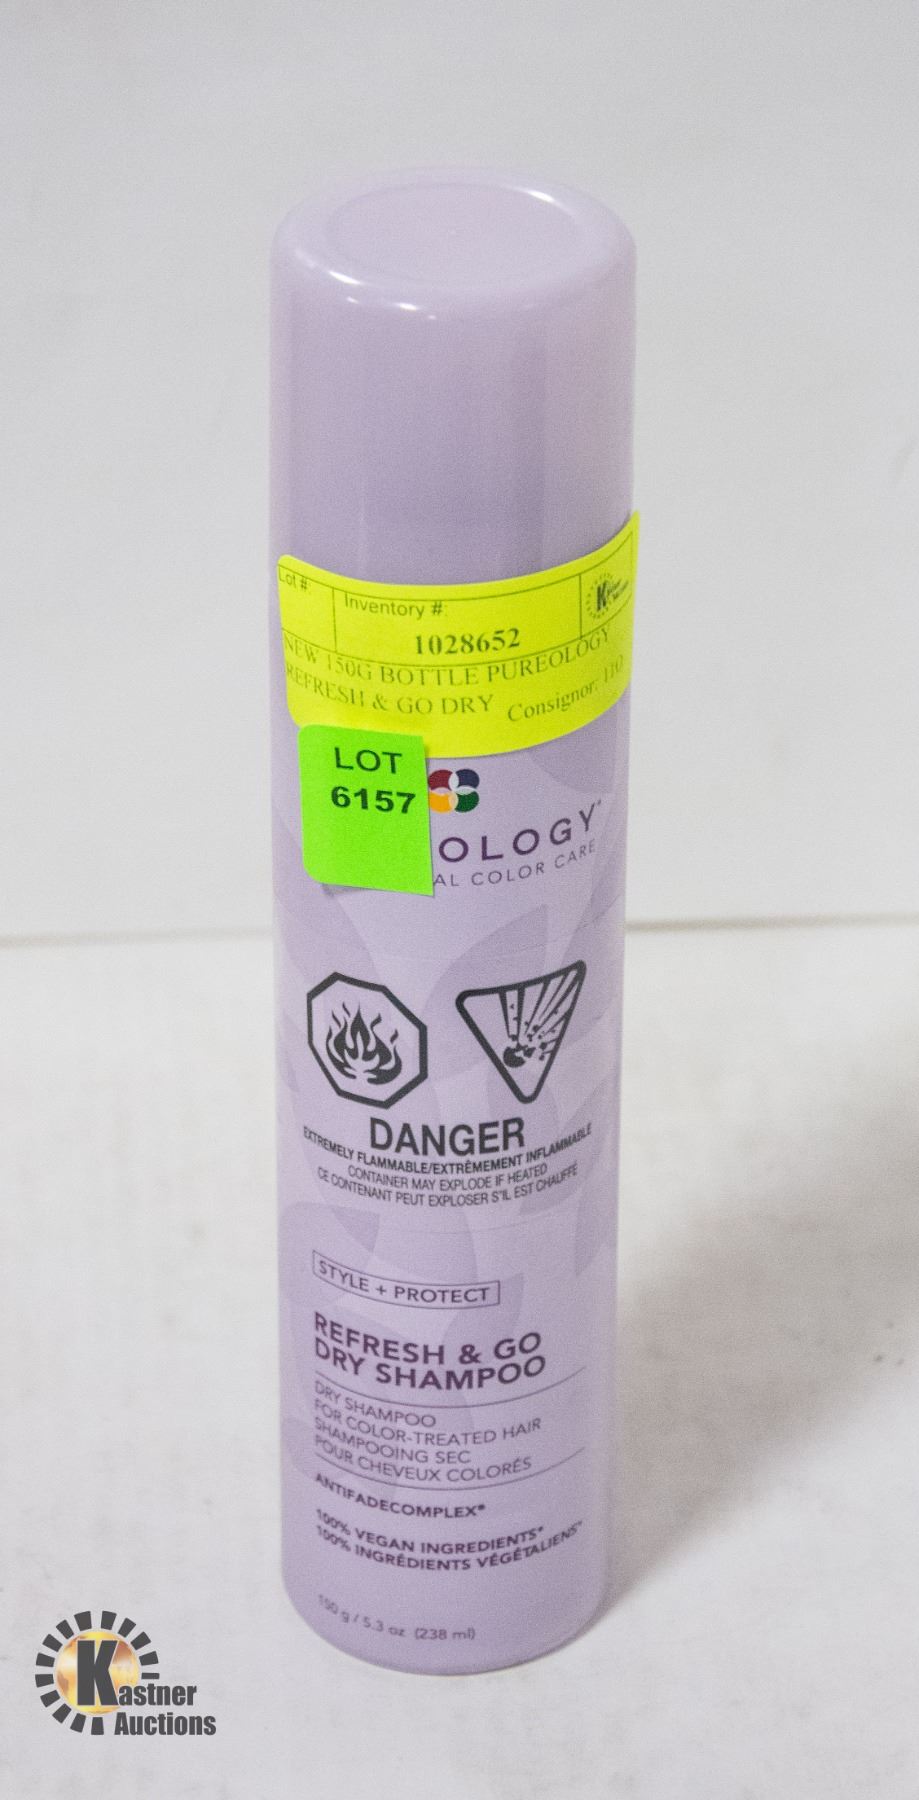 Lot #:
Inventory #:
1028652
NEW 150G BOTTLE PUREOLOGY
REFRESH & GO DRY
Consignor: 110
LOT
6157
OLOGY
AL COLOR CARE
DANGER
EXTREMELY FLAMMABLE/EXTRÊMEMENT INFLAMMABLE
CONTAINER MAY EXPLODE IF HEATED
CE CONTENANT PEUT EXPLOSER S'IL EST CHAUFFÉ
STYLE + PROTECT
REFRESH & GO
DRY SHAMPOO
DRY SHAMPOO
FOR COLOR-TREATED HAIR
SHAMPOOING SEC
POUR CHEVEUX COLORÉS
ANTIFADECOMPLEX®
100% VEGAN INGREDIENTS*
100% INGRÉDIENTS VÉGÉTALIENS*
150 g / 5.3 oz (238 ml)
Kastner
Auctions